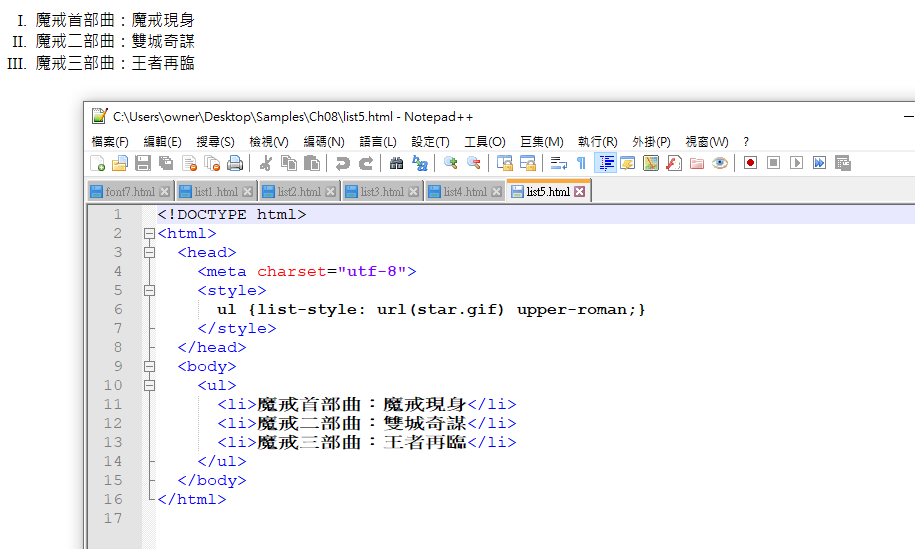 I. 魔戒首部曲：魔戒現身
II. 魔戒二部曲：雙城奇謀
III. 魔戒三部曲：王者再臨
C:\Users\owner\Desktop\Samples\Ch08\list5.html - Notepad++
檔案(F) 編輯(E) 搜尋(S) 檢視(V) 編碼(N) 語言(L) 設定(T) 工具(O) 巨集(M) 執行(R) 外掛(P) 視窗(W) ?
font7.html list1.html list2.html list3.html list4.html list5.html
1 <!DOCTYPE html>
2 <html>
3 <head>
4 <meta charset="utf-8">
5 <style>
6 ul {list-style: url(star.gif) upper-roman;}
7 </style>
8 </head>
9 <body>
10 <ul>
11 <li>魔戒首部曲：魔戒現身</li>
12 <li>魔戒二部曲：雙城奇謀</li>
13 <li>魔戒三部曲：王者再臨</li>
14 </ul>
15 </body>
16 </html>
17